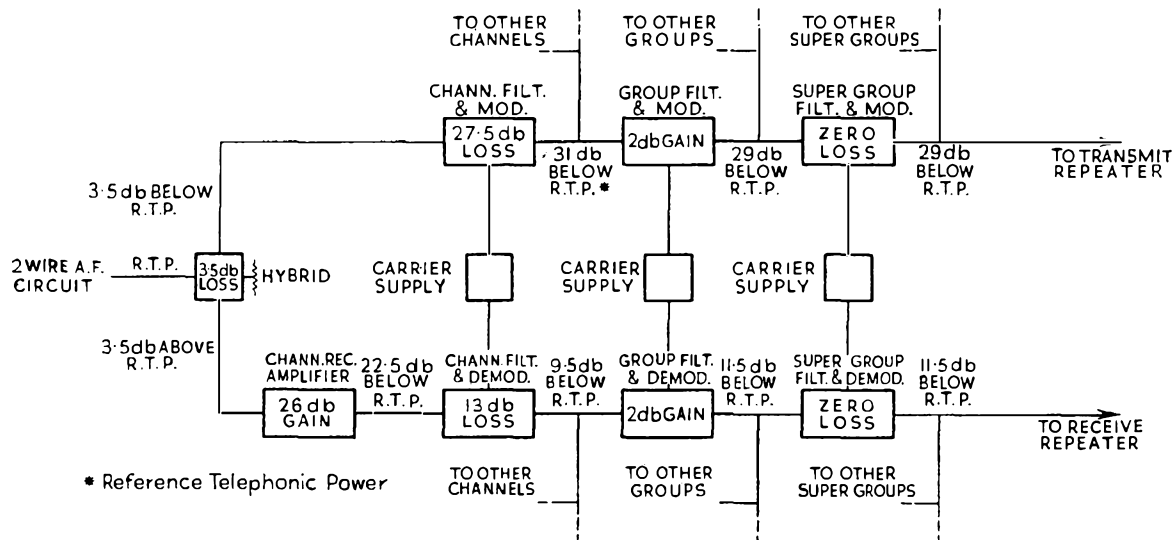 TO OTHER
CHANNELS
TO OTHER
GROUPS
TO OTHER
SUPER GROUPS
CHANN. FILT.
& MOD.
GROUP FILT.
& MOD.
SUPER GROUP
FILT. & MOD.
27·5 db
LOSS
2db GAIN
ZERO
LOSS
31 db
BELOW
R.T.P.*
29 db
BELOW
R.T.P.
29 db
BELOW
R.T.P.
TO TRANSMIT
REPEATER
3·5 db BELOW
R.T.P.
2 WIRE A.F.
CIRCUIT
R.T.P.
3·5db
LOSS
HYBRID
CARRIER
SUPPLY
CARRIER
SUPPLY
CARRIER
SUPPLY
3·5db ABOVE
R.T.P.
CHANN. REC.
AMPLIFIER
22·5 db
BELOW
R.T.P.
CHANN. FILT.
& DEMOD.
9·5 db
BELOW
R.T.P.
GROUP FILT.
& DEMOD.
11·5 db
BELOW
R.T.P.
SUPER GROUP
FILT. & DEMOD.
11·5 db
BELOW
R.T.P.
26 db
GAIN
13 db
LOSS
2db GAIN
ZERO
LOSS
TO RECEIVE
REPEATER
* Reference Telephonic Power
TO OTHER
CHANNELS
TO OTHER
GROUPS
TO OTHER
SUPER GROUPS